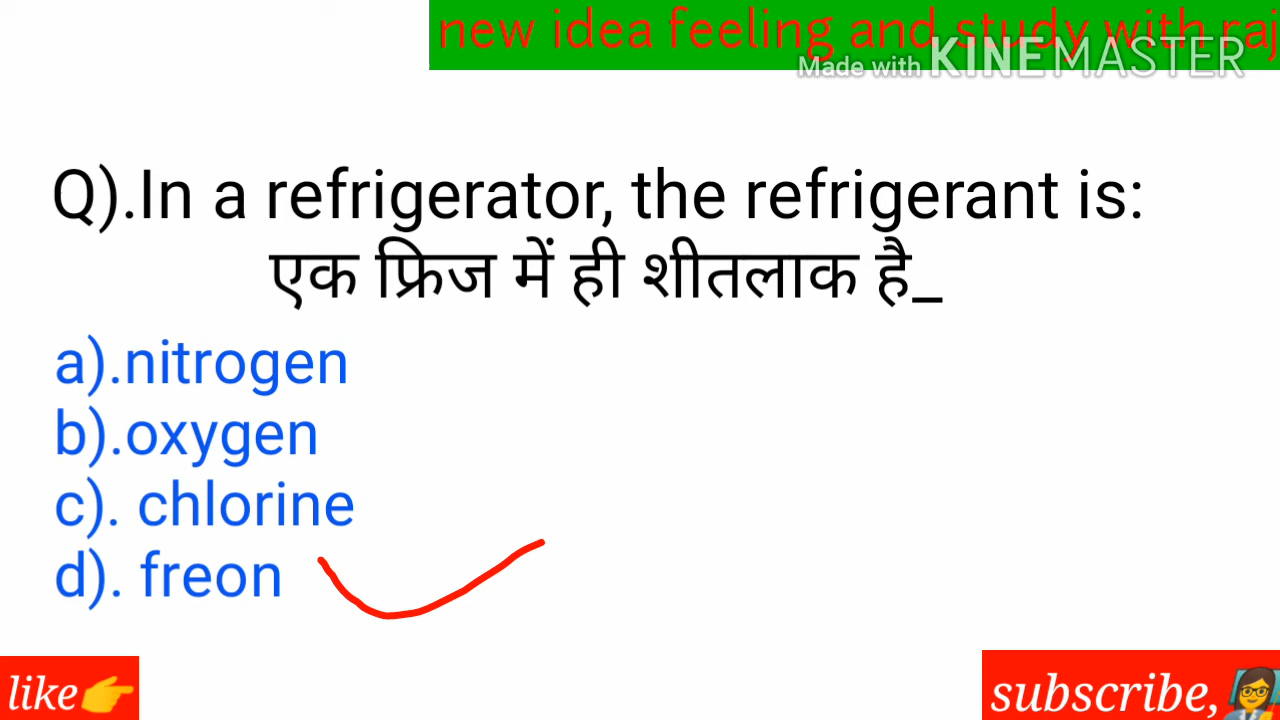 new idea feeling and study with raj
Made with KINEMASTER
Q).In a refrigerator, the refrigerant is:
एक फ्रिज में ही शीतलाक है_
a).nitrogen
b).oxygen
c). chlorine
d). freon
like👉
subscribe,👩‍🏫